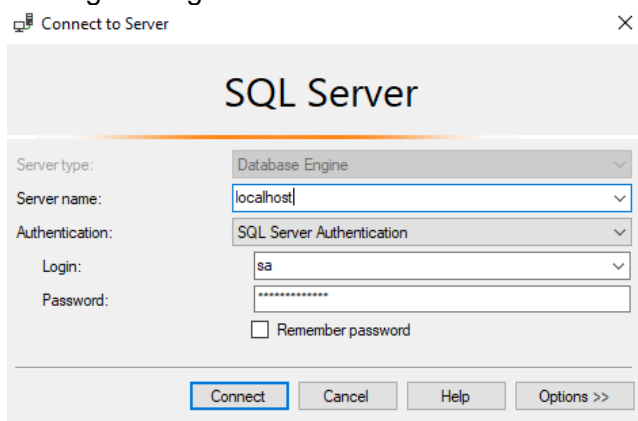 Connect to Server
SQL Server
Server type: Database Engine
Server name: localhost
Authentication: SQL Server Authentication
Login: sa
Password: *************
Remember password
Connect Cancel Help Options >>